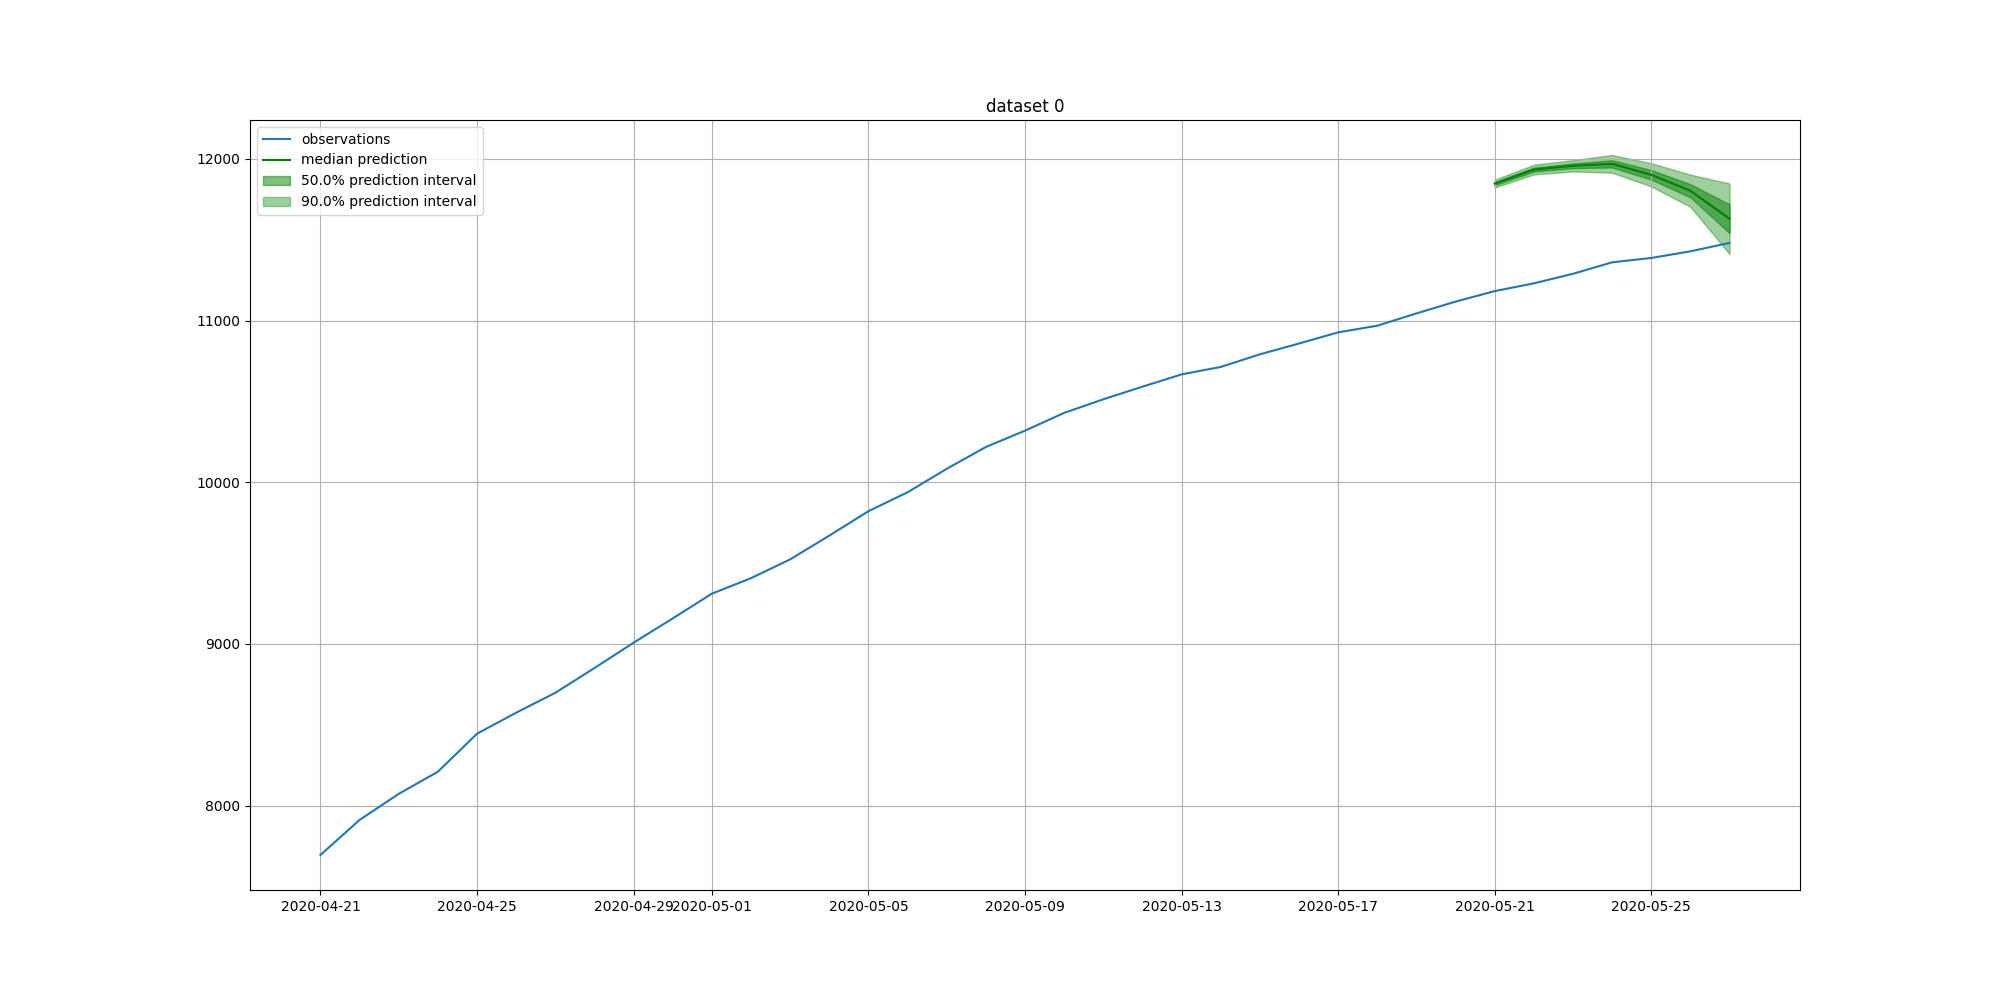 dataset 0
observations
median prediction
50.0% prediction interval
90.0% prediction interval
12000
11000
10000
9000
8000
2020-04-21 2020-04-25 2020-04-29 2020-05-01 2020-05-05 2020-05-09 2020-05-13 2020-05-17 2020-05-21 2020-05-25